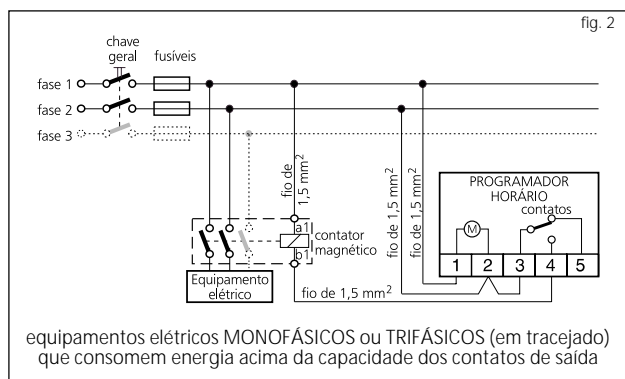 fig. 2
chave
geral
fusíveis
fase 1
fase 2
fase 3
fio de
1,5 mm²
fio de 1,5 mm²
fio de 1,5 mm²
PROGRAMADOR
HORÁRIO
contatos
M
1 2 3 4 5
a1
b1
contator
magnético
Equipamento
elétrico
fio de 1,5 mm²
equipamentos elétricos MONOFÁSICOS ou TRIFÁSICOS (em tracejado)
que consomem energia acima da capacidade dos contatos de saída